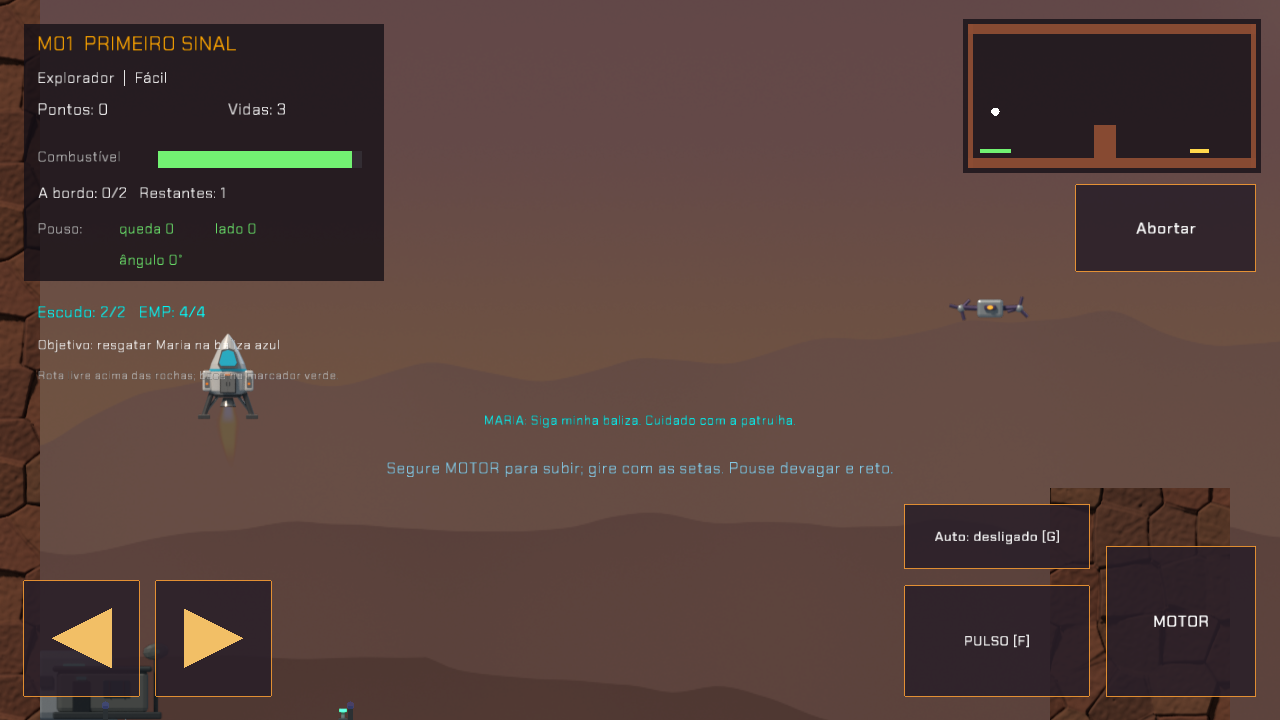 M01 PRIMEIRO SINAL
Explorador | Fácil
Pontos: 0 Vidas: 3
Combustível
A bordo: 0/2 Restantes: 1
Pouso: queda 0 lado 0
ângulo 0°
Escudo: 2/2 EMP: 4/4
Objetivo: resgatar Maria na baliza azul
Rota livre acima das rochas; marcador verde
Abortar
MARIA: Siga minha baliza. Cuidado com a patrulha.
Segure MOTOR para subir; gire com as setas. Pouse devagar e reto.
Auto: desligado [G]
PULSO [F]
MOTOR